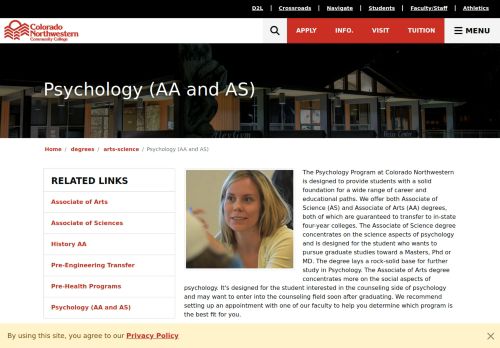 D2L | Crossroads | Navigate | Students | Faculty/Staff | Athletics
Colorado
Northwestern
Community College
APPLY INFO. VISIT TUITION MENU
Psychology (AA and AS)
Home / degrees / arts-science / Psychology (AA and AS)
RELATED LINKS
Associate of Arts
Associate of Sciences
History AA
Pre-Engineering Transfer
Pre-Health Programs
Psychology (AA and AS)
The Psychology Program at Colorado Northwestern
is designed to provide students with a solid
foundation for a wide range of career and
educational paths. We offer both Associate of
Science (AS) and Associate of Arts (AA) degrees,
both of which are guaranteed to transfer to in-state
four-year colleges. The Associate of Science degree
concentrates on the science aspects of psychology
and is designed for the student who wants to
pursue graduate studies toward a Masters, Phd or
MD. The degree lays a rock-solid base for further
study in Psychology. The Associate of Arts degree
concentrates more on the social aspects of
psychology. It's designed for the student interested in the counseling side of psychology
and may want to enter into the counseling field soon after graduating. We recommend
setting up an appointment with one of our faculty to help you determine which program is
the best fit for you.
By using this site, you agree to our Privacy Policy